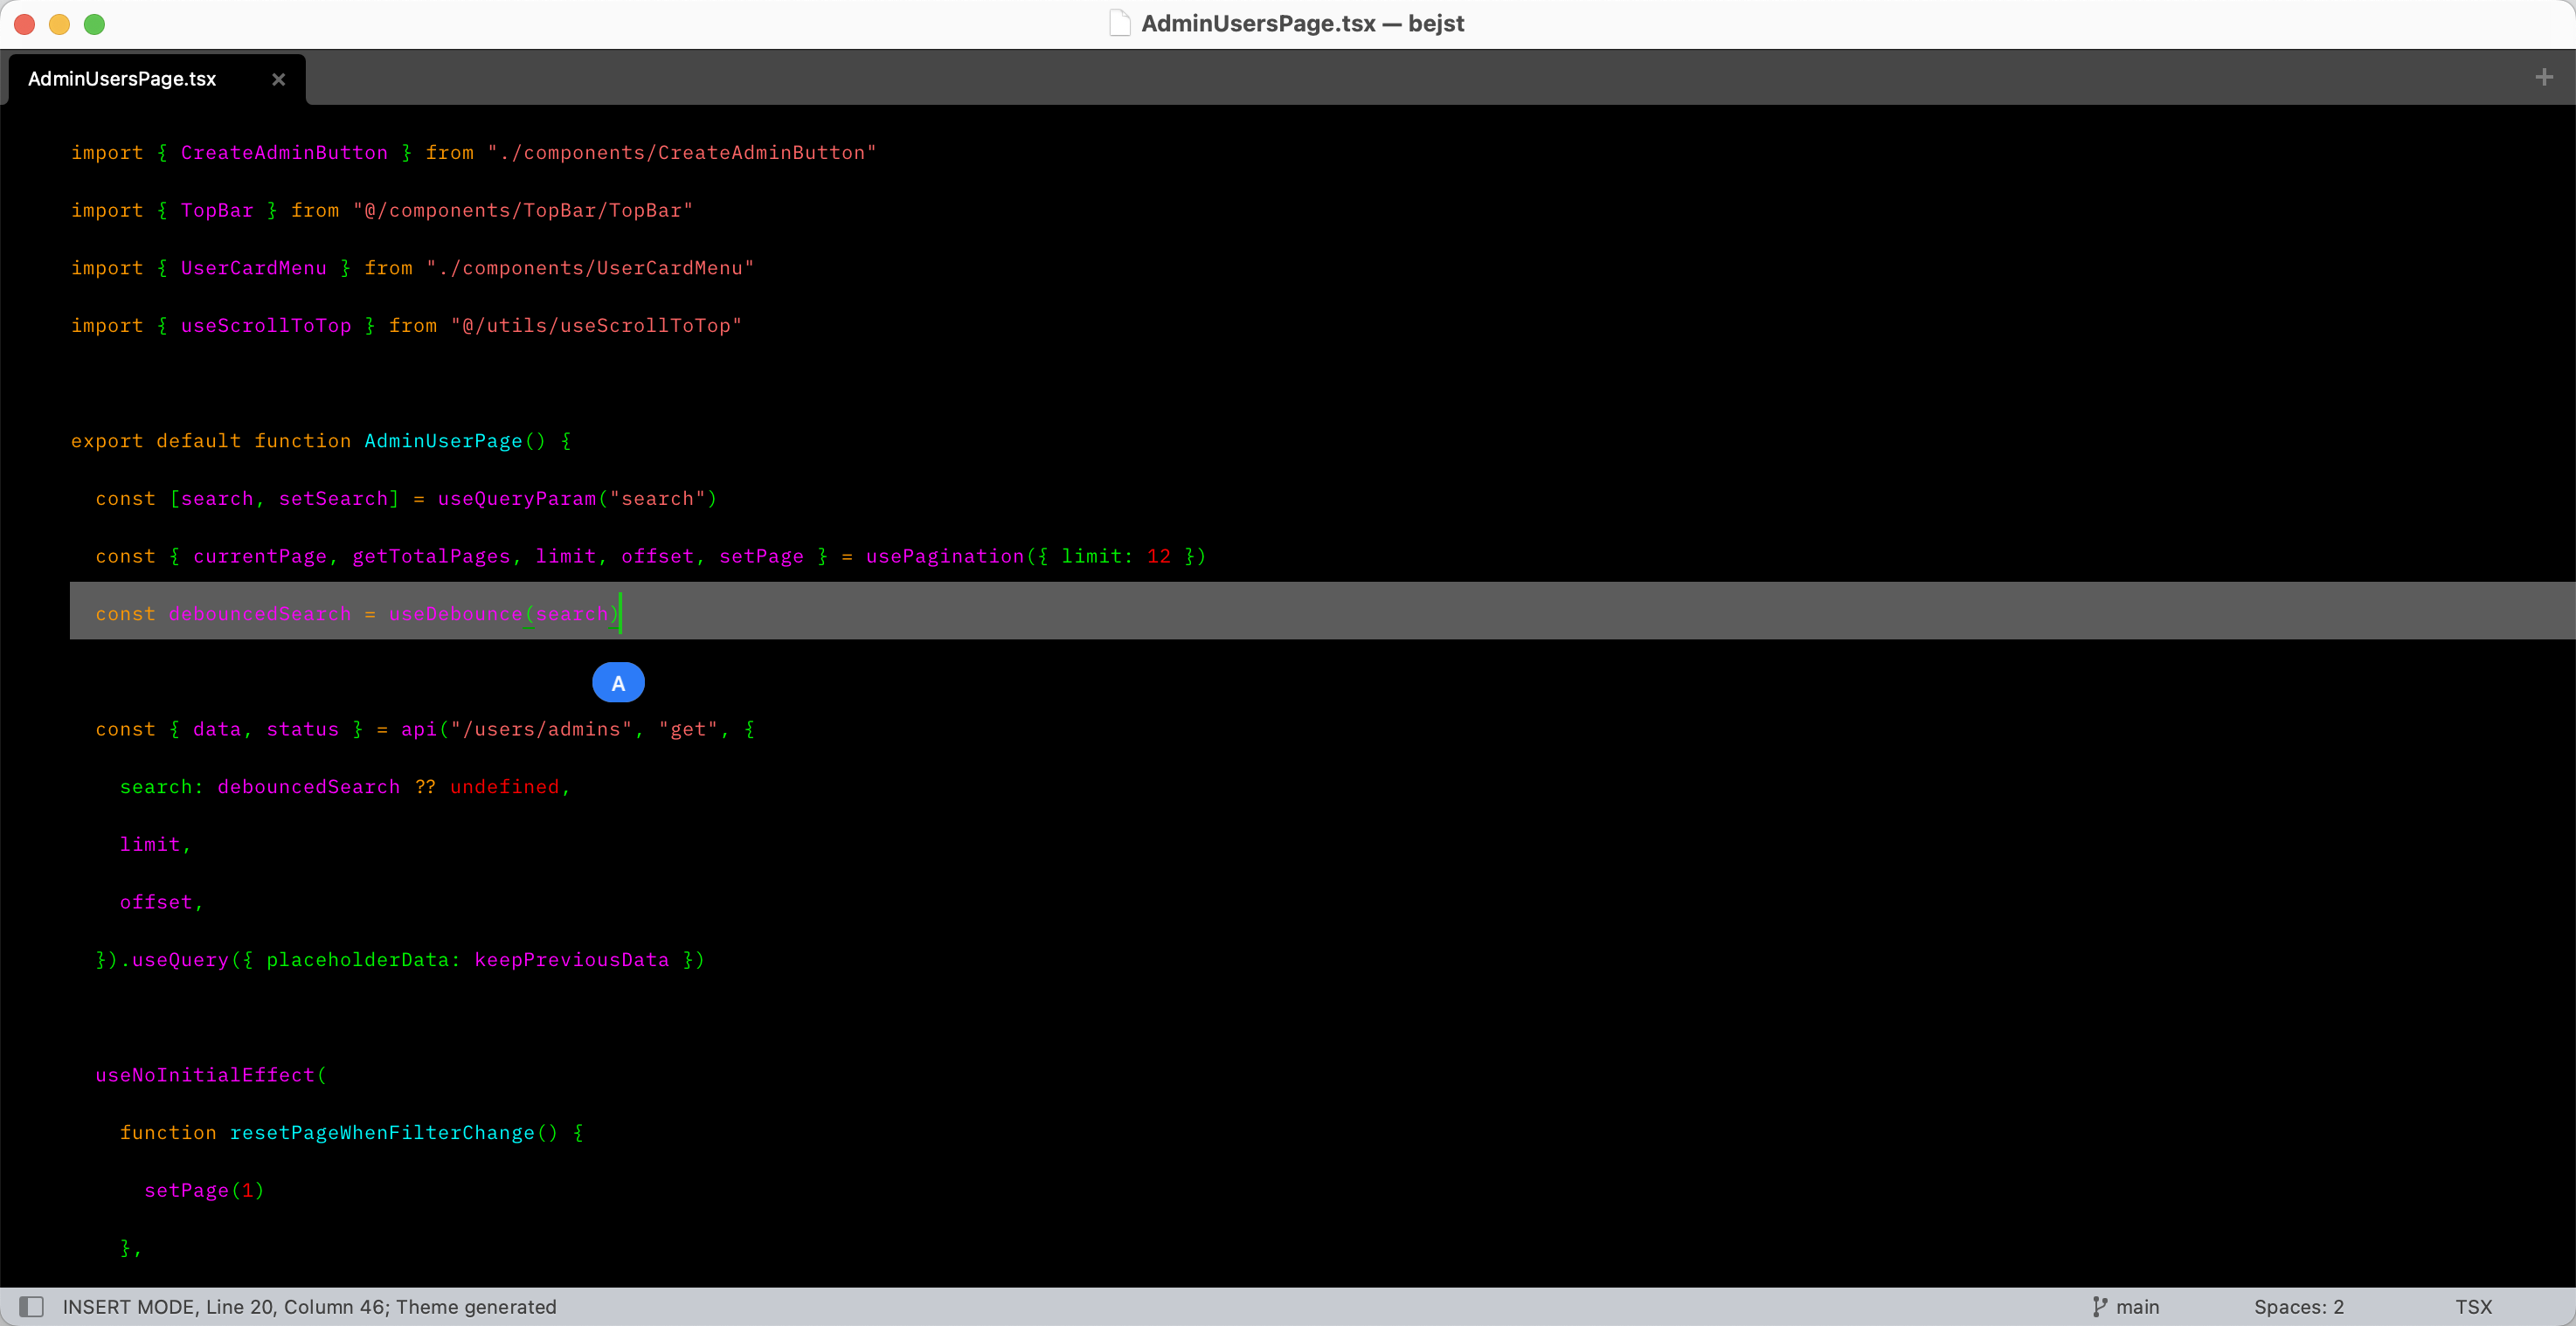 AdminUsersPage.tsx — bejst
AdminUsersPage.tsx
import { CreateAdminButton } from "./components/CreateAdminButton"
import { TopBar } from "@/components/TopBar/TopBar"
import { UserCardMenu } from "./components/UserCardMenu"
import { useScrollToTop } from "@/utils/useScrollToTop"
export default function AdminUserPage() {
const [search, setSearch] = useQueryParam("search")
const { currentPage, getTotalPages, limit, offset, setPage } = usePagination({ limit: 12 })
const debouncedSearch = useDebounce(search)
A
const { data, status } = api("/users/admins", "get", {
search: debouncedSearch ?? undefined,
limit,
offset,
}).useQuery({ placeholderData: keepPreviousData })
useNoInitialEffect(
function resetPageWhenFilterChange() {
setPage(1)
},
INSERT MODE, Line 20, Column 46; Theme generated
main
Spaces: 2
TSX